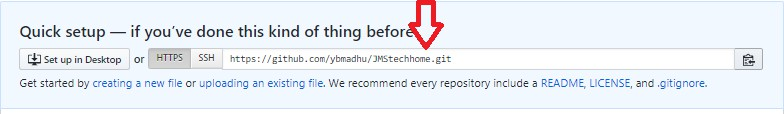 Quick setup — if you've done this kind of thing before
Set up in Desktop or HTTPS SSH https://github.com/ybmadhu/JMStechhome.git
Get started by creating a new file or uploading an existing file. We recommend every repository include a README, LICENSE, and .gitignore.